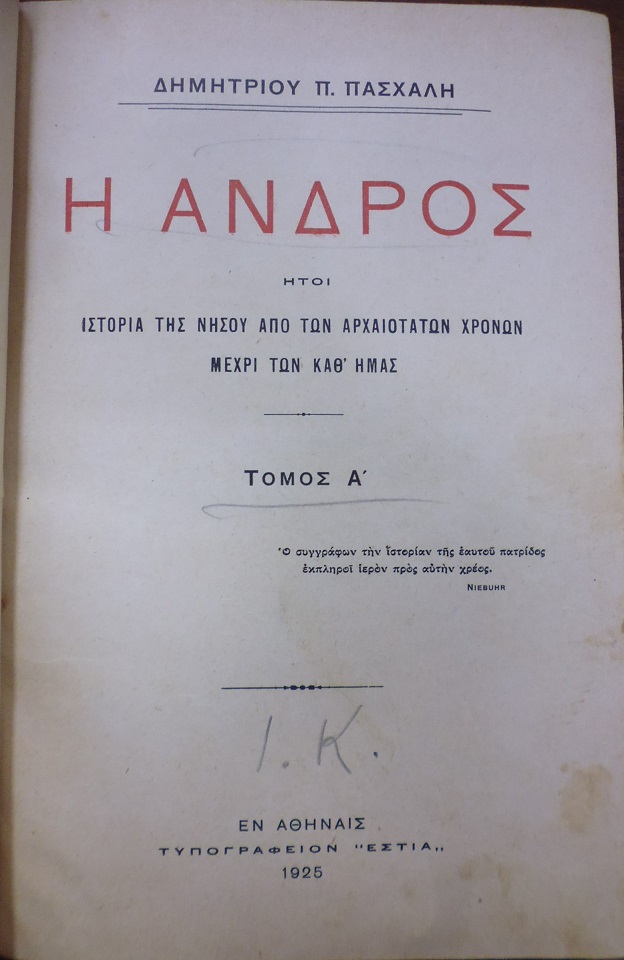 ΔΗΜΗΤΡΙΟΥ Π. ΠΑΣΧΑΛΗ
Η ΑΝΔΡΟΣ
ΗΤΟΙ
ΙΣΤΟΡΙΑ ΤΗΣ ΝΗΣΟΥ ΑΠΟ ΤΩΝ ΑΡΧΑΙΟΤΑΤΩΝ ΧΡΟΝΩΝ
ΜΕΧΡΙ ΤΩΝ ΚΑΘ' ΗΜΑΣ
ΤΟΜΟΣ Α΄
Ὁ συγγράφων τὴν ἱστορίαν τῆς ἑαυτοῦ πατρίδος
ἐκπληροῖ ἱερὸν πρὸς αὐτὴν χρέος.
NIEBUHR
Ι. Κ.
ΕΝ ΑΘΗΝΑΙΣ
ΤΥΠΟΓΡΑΦΕΙΟΝ "ΕΣΤΙΑ„
1925